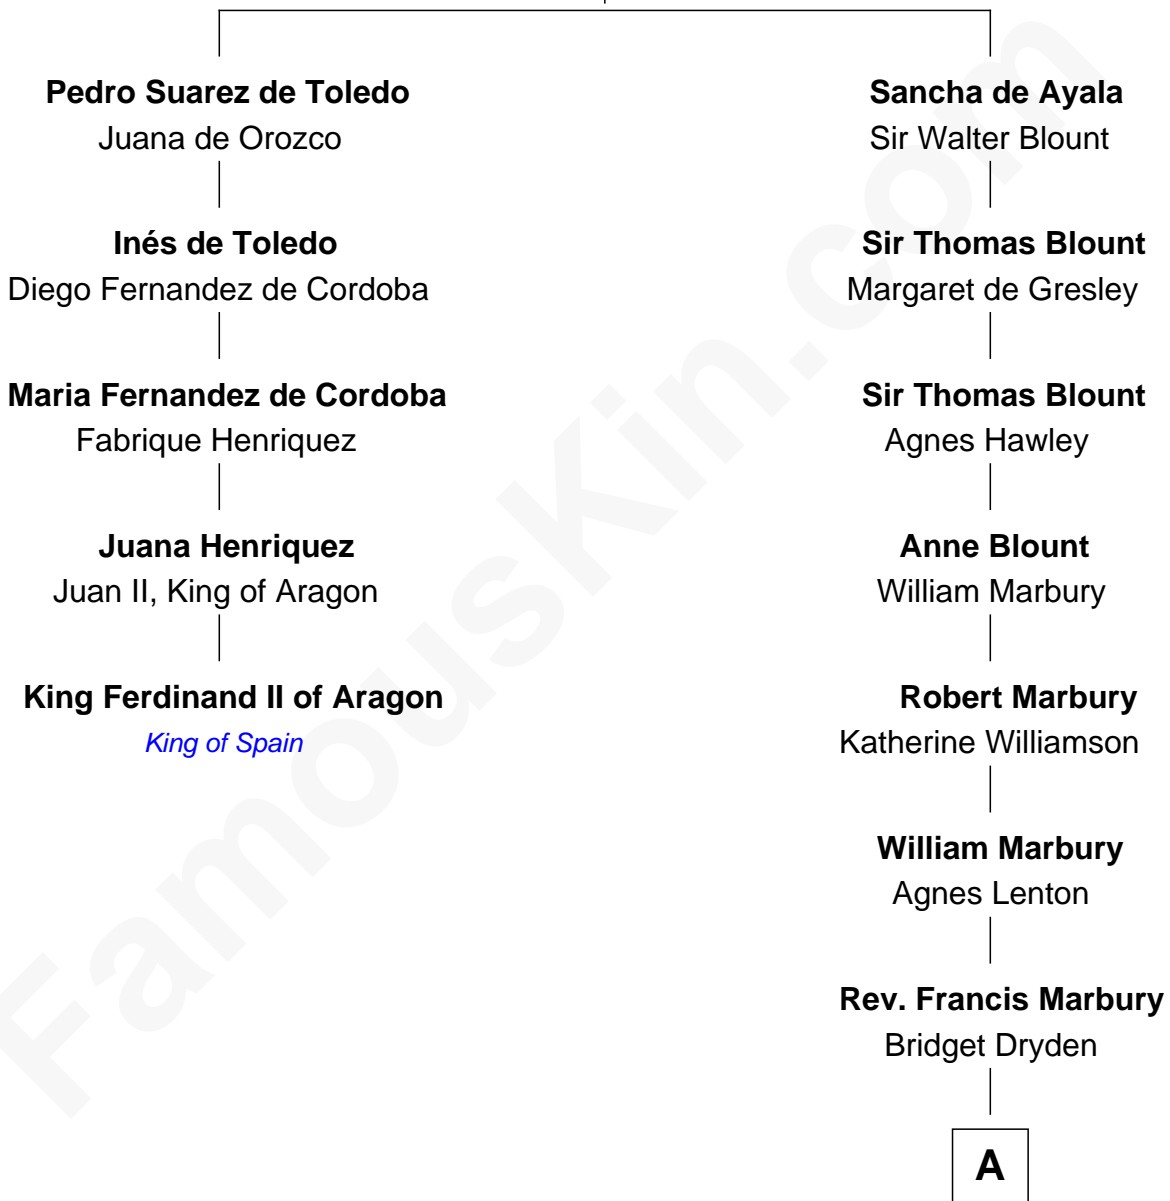 Pedro Suarez de Toledo
Juana de Orozco
Inés de Toledo
Diego Fernandez de Cordoba
Maria Fernandez de Cordoba
Fabrique Henriquez
Juana Henriquez
Juan II, King of Aragon
King Ferdinand II of Aragon
King of Spain
Sancha de Ayala
Sir Walter Blount
Sir Thomas Blount
Margaret de Gresley
Sir Thomas Blount
Agnes Hawley
Anne Blount
William Marbury
Robert Marbury
Katherine Williamson
William Marbury
Agnes Lenton
Rev. Francis Marbury
Bridget Dryden
A
FamousKin.com